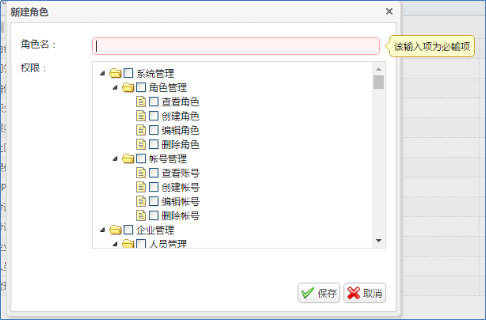 新建角色
角色名：
该输入项为必输项
权限：
系统管理
角色管理
查看角色
创建角色
编辑角色
删除角色
帐号管理
查看账号
创建帐号
编辑帐号
删除帐号
企业管理
人员管理
保存 取消